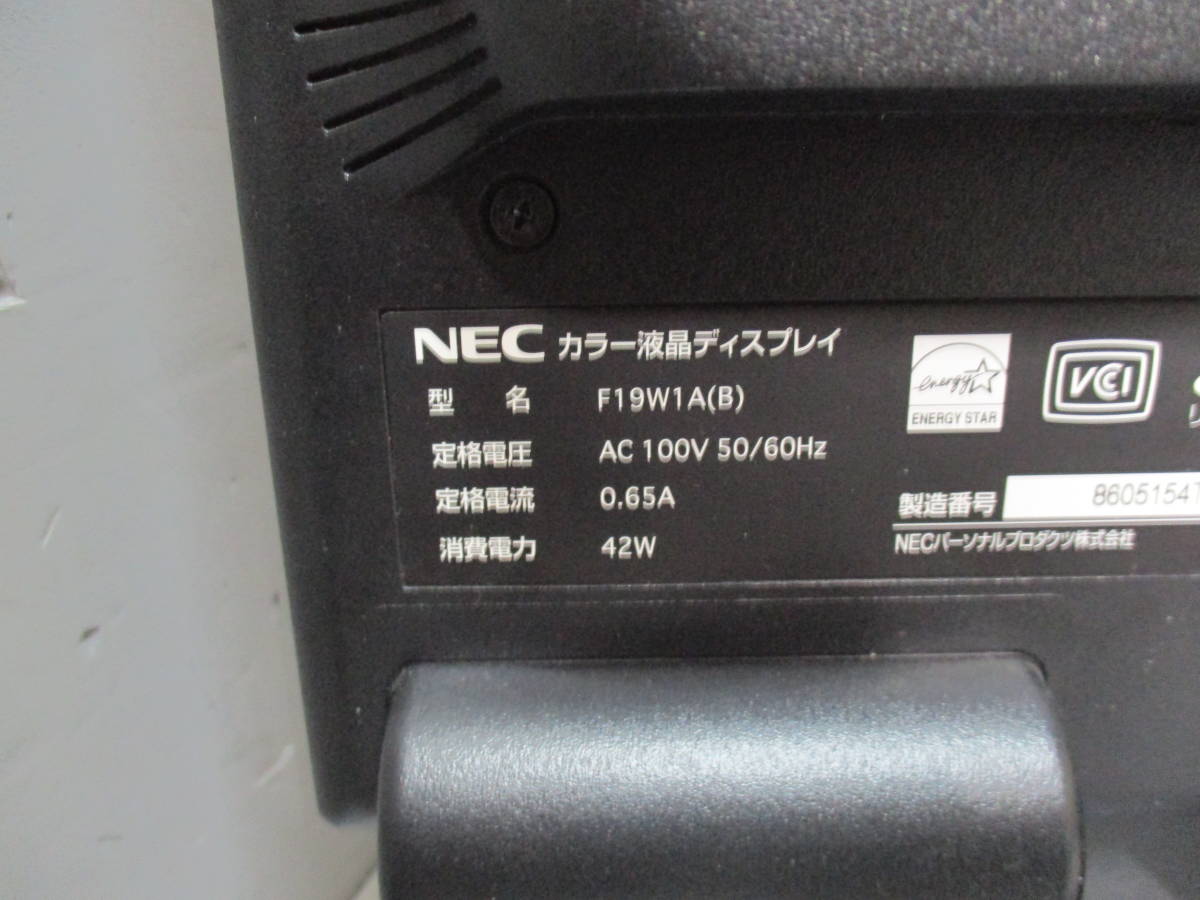 NEC カラー液晶ディスプレイ
型 名 F19W1A(B)
定格電圧 AC 100V 50/60Hz
定格電流 0.65A
消費電力 42W
energy
ENERGY STAR
VCCI
製造番号 8605154
NECパーソナルプロダクツ株式会社